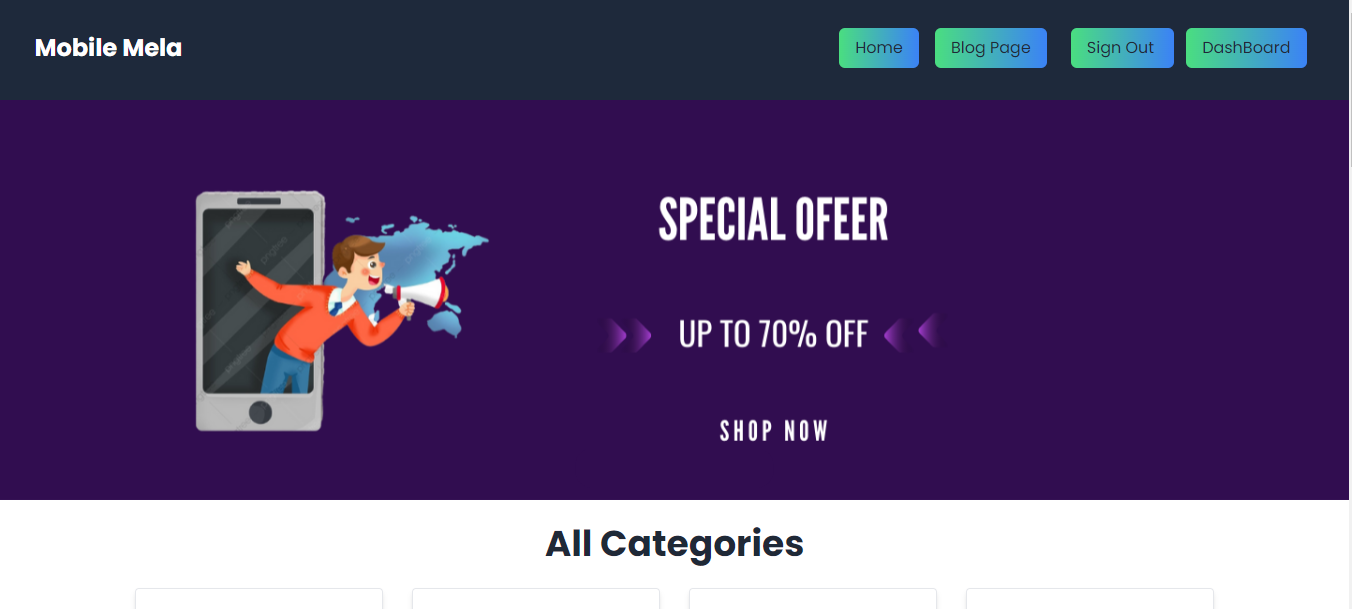 Mobile Mela
Home
Blog Page
Sign Out
DashBoard
SPECIAL OFEER
UP TO 70% OFF
SHOP NOW
All Categories